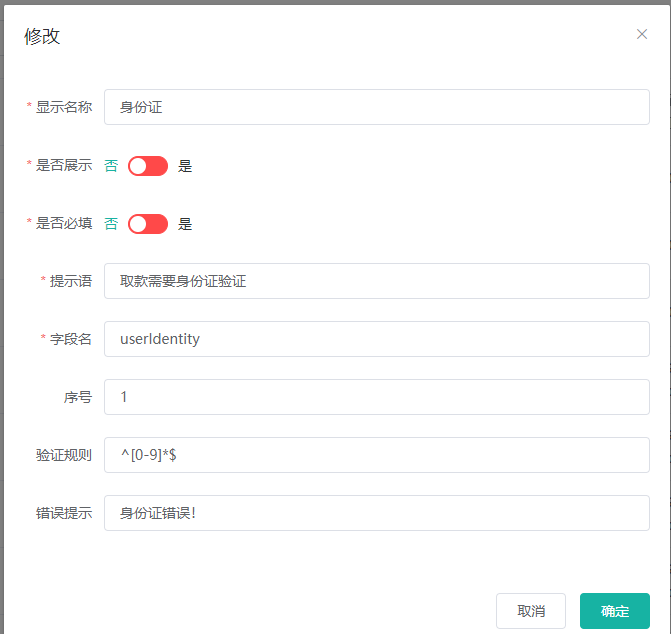 修改
* 显示名称 身份证
* 是否展示 否 是
* 是否必填 否 是
* 提示语 取款需要身份证验证
* 字段名 userIdentity
序号 1
验证规则 ^[0-9]*$
错误提示 身份证错误!
取消 确定